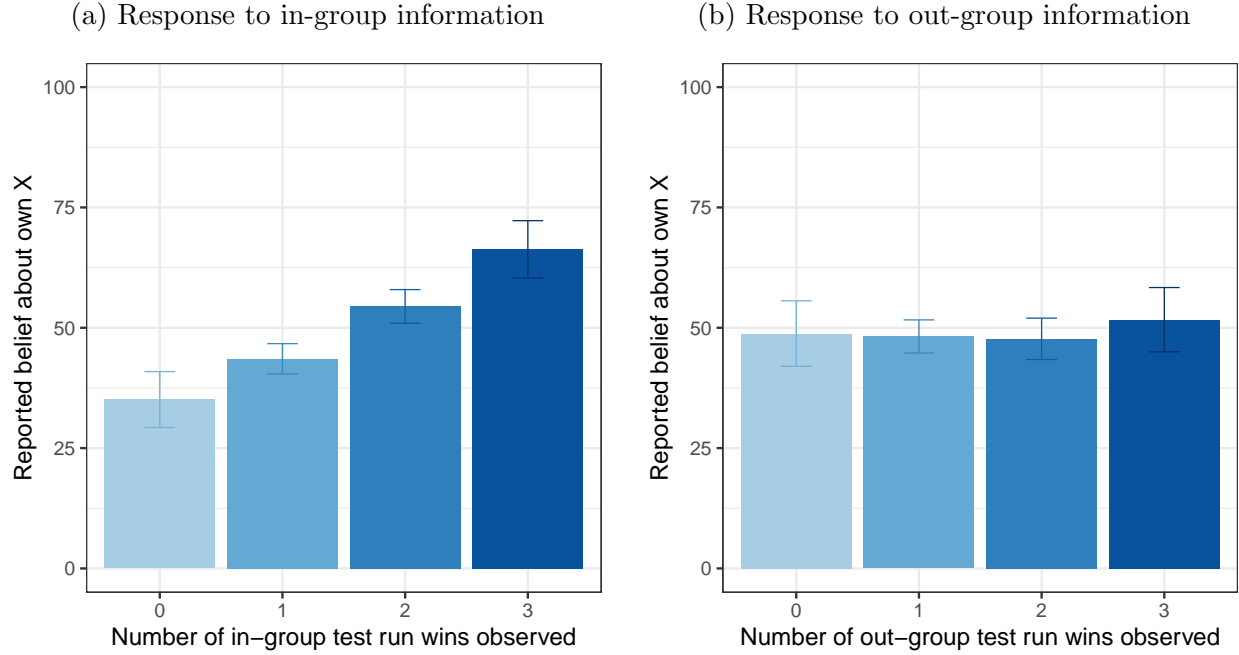 (a) Response to in-group information
100
75
50
25
0
Reported belief about own X
0 1 2 3
Number of in−group test run wins observed
(b) Response to out-group information
100
75
50
25
0
Reported belief about own X
0 1 2 3
Number of out−group test run wins observed